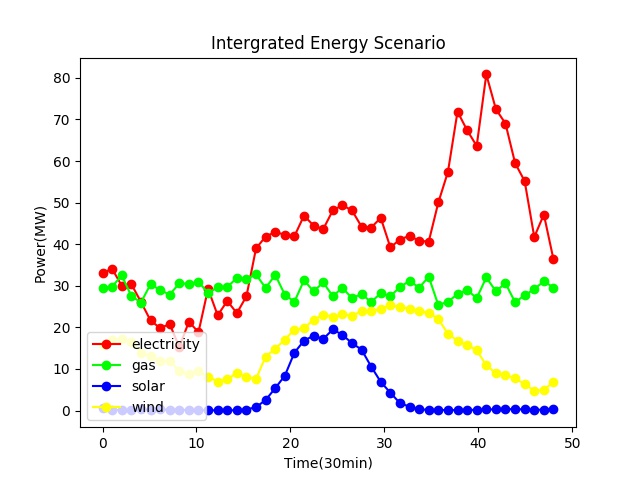 Intergrated Energy Scenario
Power(MW)
80
70
60
50
40
30
20
10
0
electricity
gas
solar
wind
0 10 20 30 40 50
Time(30min)